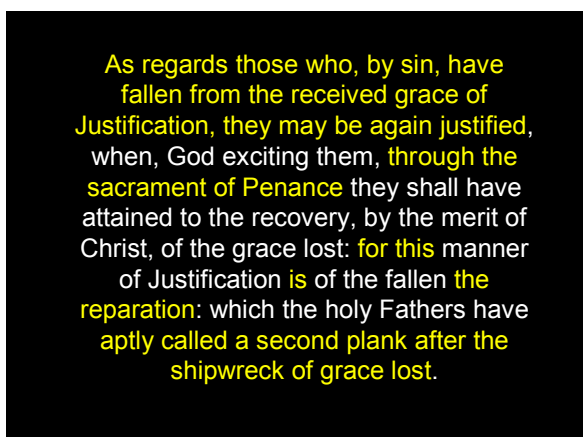 As regards those who, by sin, have
fallen from the received grace of
Justification, they may be again justified,
when, God exciting them, through the
sacrament of Penance they shall have
attained to the recovery, by the merit of
Christ, of the grace lost: for this manner
of Justification is of the fallen the
reparation: which the holy Fathers have
aptly called a second plank after the
shipwreck of grace lost.